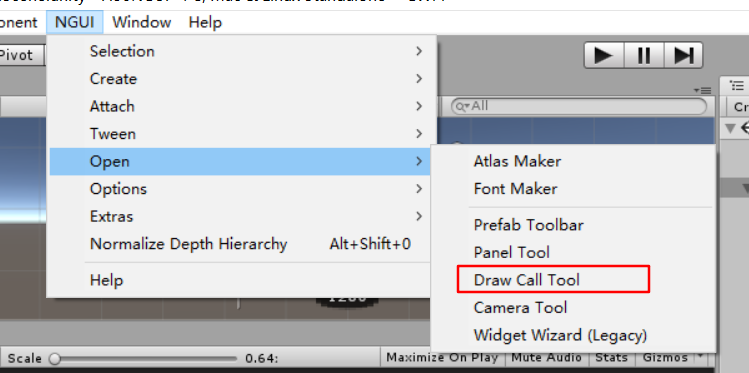 onent NGUI Window Help
Pivot
Selection
Create
Attach
Tween
Open
Options
Extras
Normalize Depth Hierarchy Alt+Shift+0
Help
All
Cr
Atlas Maker
Font Maker
Prefab Toolbar
Panel Tool
Draw Call Tool
Camera Tool
Widget Wizard (Legacy)
Scale 0.64: Maximize On Play Mute Audio Stats Gizmos